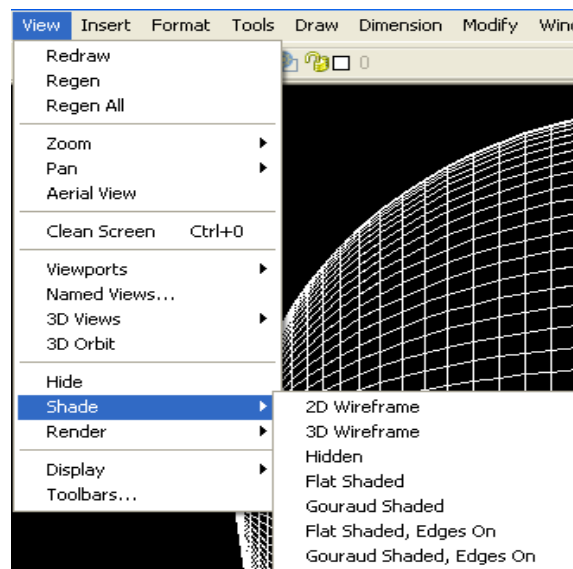 View Insert Format Tools Draw Dimension Modify
0
Redraw
Regen
Regen All
Zoom
Pan
Aerial View
Clean Screen Ctrl+0
Viewports
Named Views...
3D Views
3D Orbit
Hide
Shade
Render
Display
Toolbars...
2D Wireframe
3D Wireframe
Hidden
Flat Shaded
Gouraud Shaded
Flat Shaded, Edges On
Gouraud Shaded, Edges On